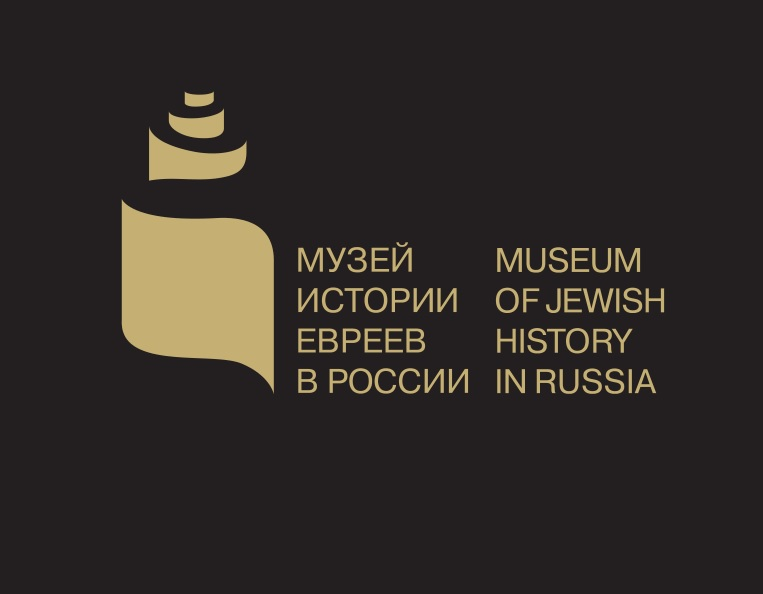 МУЗЕЙ
ИСТОРИИ
ЕВРЕЕВ
В РОССИИ
MUSEUM
OF JEWISH
HISTORY
IN RUSSIA